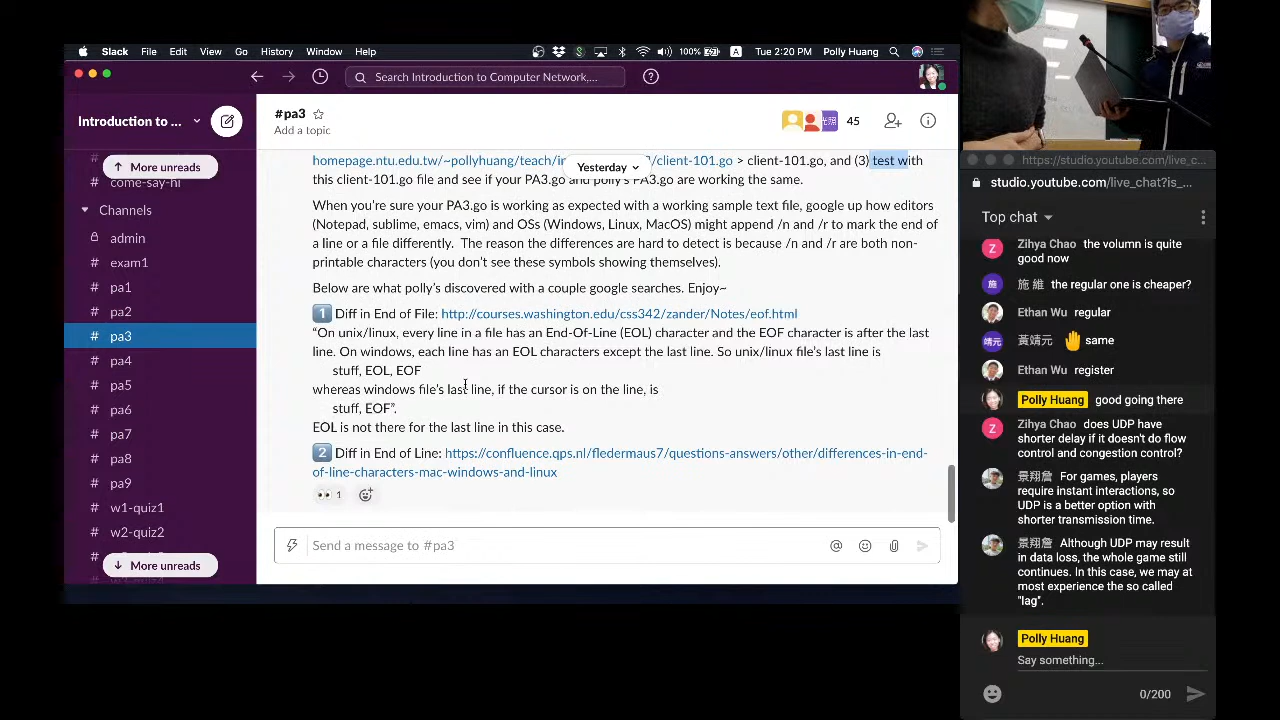 Slack File Edit View Go History Window Help
100% A Tue 2:20 PM Polly Huang
Search Introduction to Computer Network,...
Introduction to ...
More unreads
come-say-hi
Channels
admin
# exam1
# pa1
# pa2
# pa3
# pa4
# pa5
# pa6
# pa7
# pa8
# pa9
# w1-quiz1
# w2-quiz2
More unreads
#pa3
Add a topic
45
Yesterday
homepage.ntu.edu.tw/~pollyhuang/teach/in /client-101.go > client-101.go, and (3) test with
this client-101.go file and see if your PA3.go and polly's PA3.go are working the same.
When you're sure your PA3.go is working as expected with a working sample text file, google up how editors
(Notepad, sublime, emacs, vim) and OSs (Windows, Linux, MacOS) might append /n and /r to mark the end of
a line or a file differently. The reason the differences are hard to detect is because /n and /r are both non-
printable characters (you don't see these symbols showing themselves).
Below are what polly's discovered with a couple google searches. Enjoy~
1 Diff in End of File: http://courses.washington.edu/css342/zander/Notes/eof.html
“On unix/linux, every line in a file has an End-Of-Line (EOL) character and the EOF character is after the last
line. On windows, each line has an EOL characters except the last line. So unix/linux file's last line is
stuff, EOL, EOF
whereas windows file's last line, if the cursor is on the line, is
stuff, EOF”.
EOL is not there for the last line in this case.
2 Diff in End of Line: https://confluence.qps.nl/fledermaus7/questions-answers/other/differences-in-end-
of-line-characters-mac-windows-and-linux
1
Send a message to #pa3
https://studio.youtube.com/live_c...
studio.youtube.com/live_chat?is_...
Top chat
Z Zihya Chao the volumn is quite
good now
施 施 維 the regular one is cheaper?
Ethan Wu regular
靖元 黃靖元 same
Ethan Wu register
Polly Huang good going there
Z Zihya Chao does UDP have
shorter delay if it doesn't do flow
control and congestion control?
景翔詹 For games, players
require instant interactions, so
UDP is a better option with
shorter transmission time.
景翔詹 Although UDP may result
in data loss, the whole game still
continues. In this case, we may at
most experience the so called
"lag".
Polly Huang
Say something...
0/200